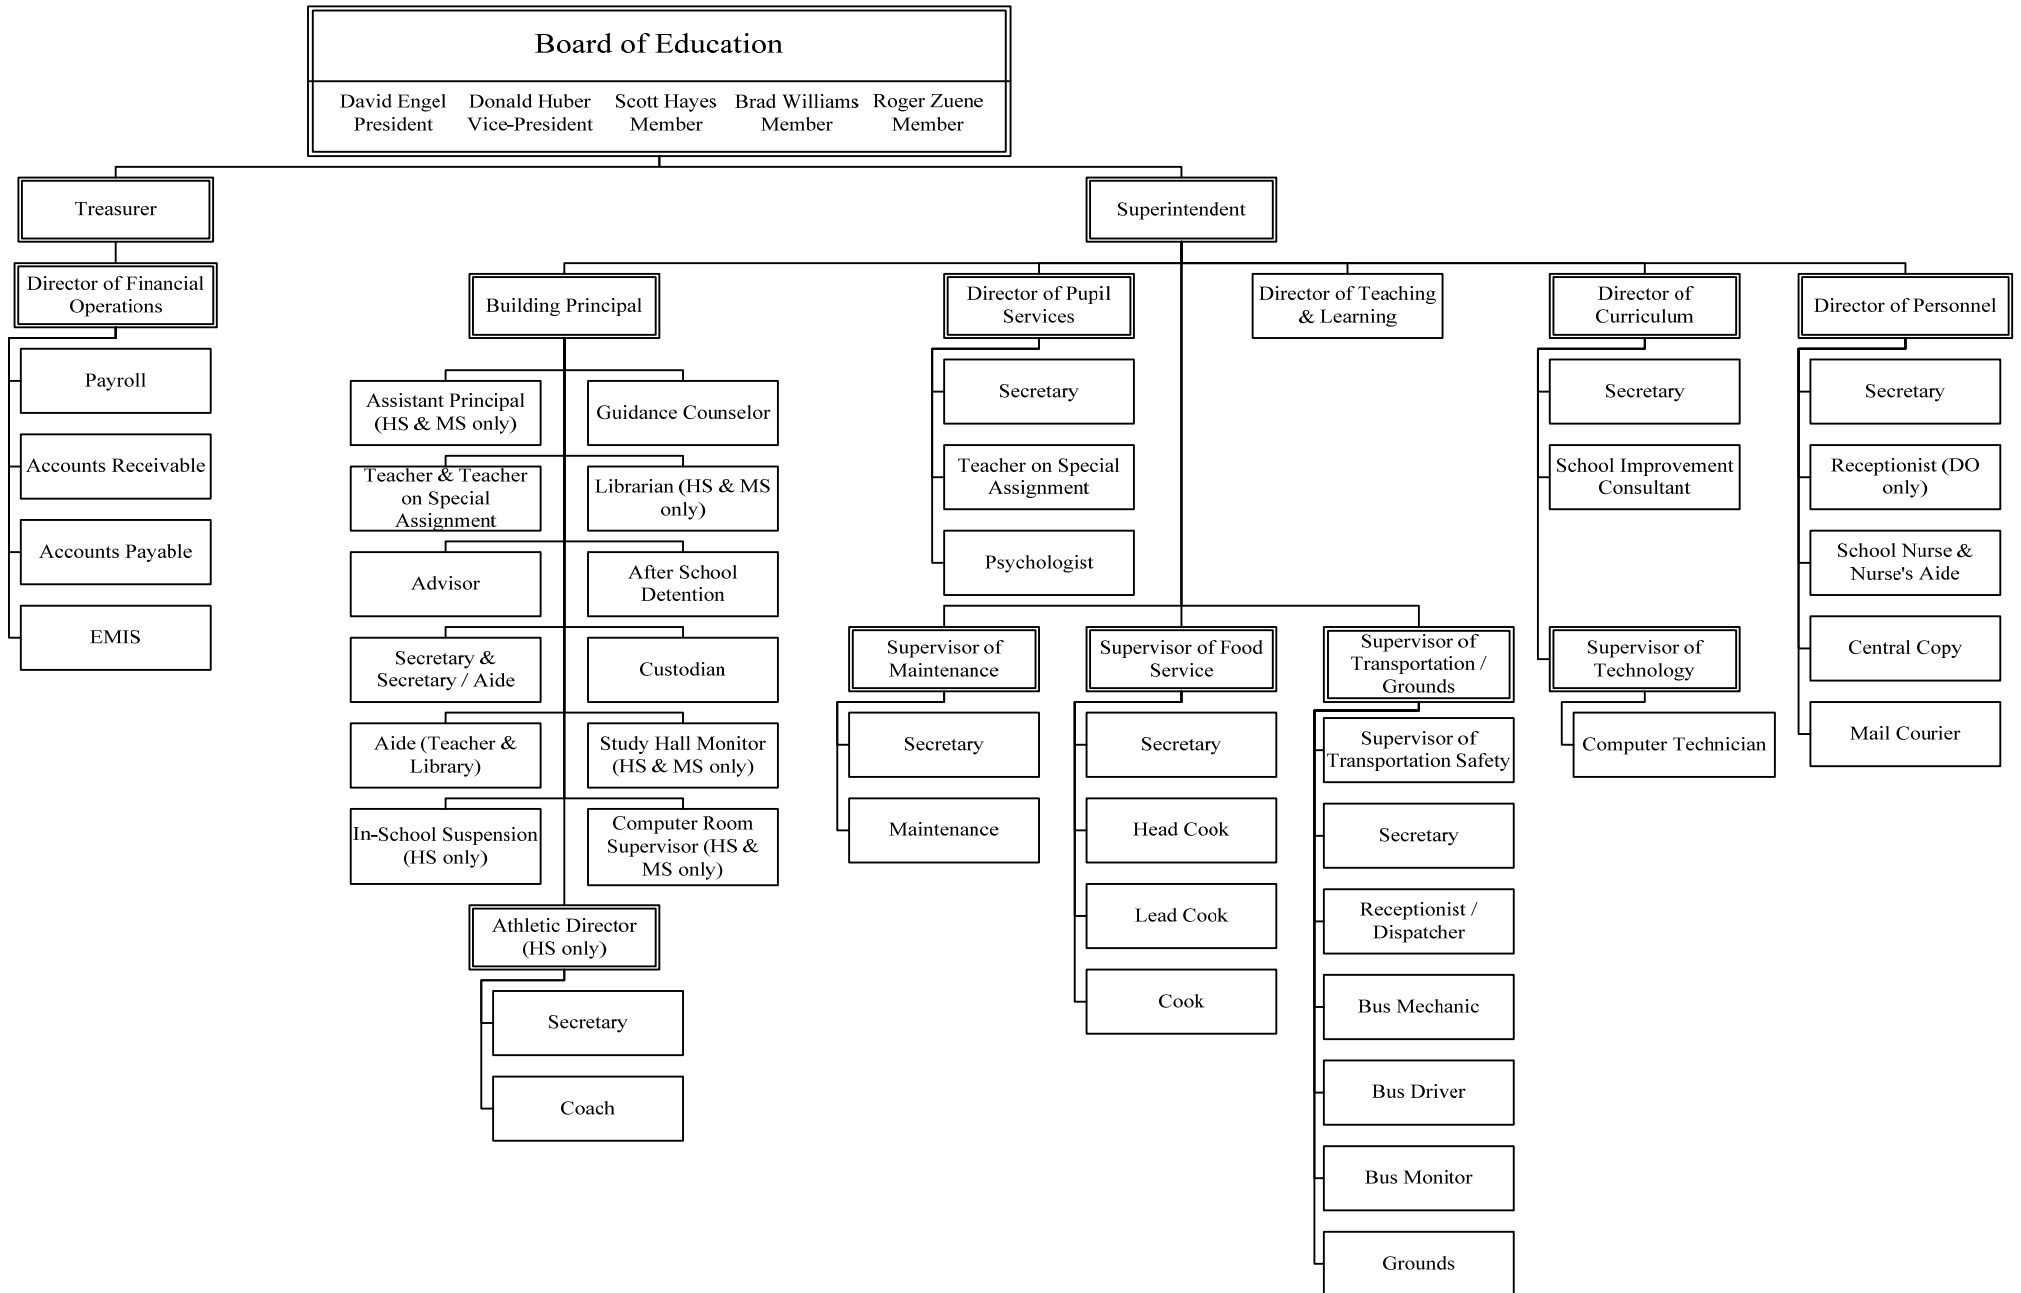 Board of Education
David Engel
President
Donald Huber
Vice-President
Scott Hayes
Member
Brad Williams
Member
Roger Zuene
Member
Treasurer
Superintendent
Director of Financial
Operations
Payroll
Accounts Receivable
Accounts Payable
EMIS
Building Principal
Assistant Principal
(HS & MS only)
Guidance Counselor
Teacher & Teacher
on Special
Assignment
Librarian (HS & MS
only)
Advisor
After School
Detention
Secretary &
Secretary / Aide
Custodian
Aide (Teacher &
Library)
Study Hall Monitor
(HS & MS only)
In-School Suspension
(HS only)
Computer Room
Supervisor (HS &
MS only)
Athletic Director
(HS only)
Secretary
Coach
Director of Pupil
Services
Secretary
Teacher on Special
Assignment
Psychologist
Director of Teaching
& Learning
Director of
Curriculum
Secretary
School Improvement
Consultant
Supervisor of
Technology
Computer Technician
Director of Personnel
Secretary
Receptionist (DO
only)
School Nurse &
Nurse's Aide
Central Copy
Mail Courier
Supervisor of
Maintenance
Secretary
Maintenance
Supervisor of Food
Service
Secretary
Head Cook
Lead Cook
Cook
Supervisor of
Transportation /
Grounds
Supervisor of
Transportation Safety
Secretary
Receptionist /
Dispatcher
Bus Mechanic
Bus Driver
Bus Monitor
Grounds